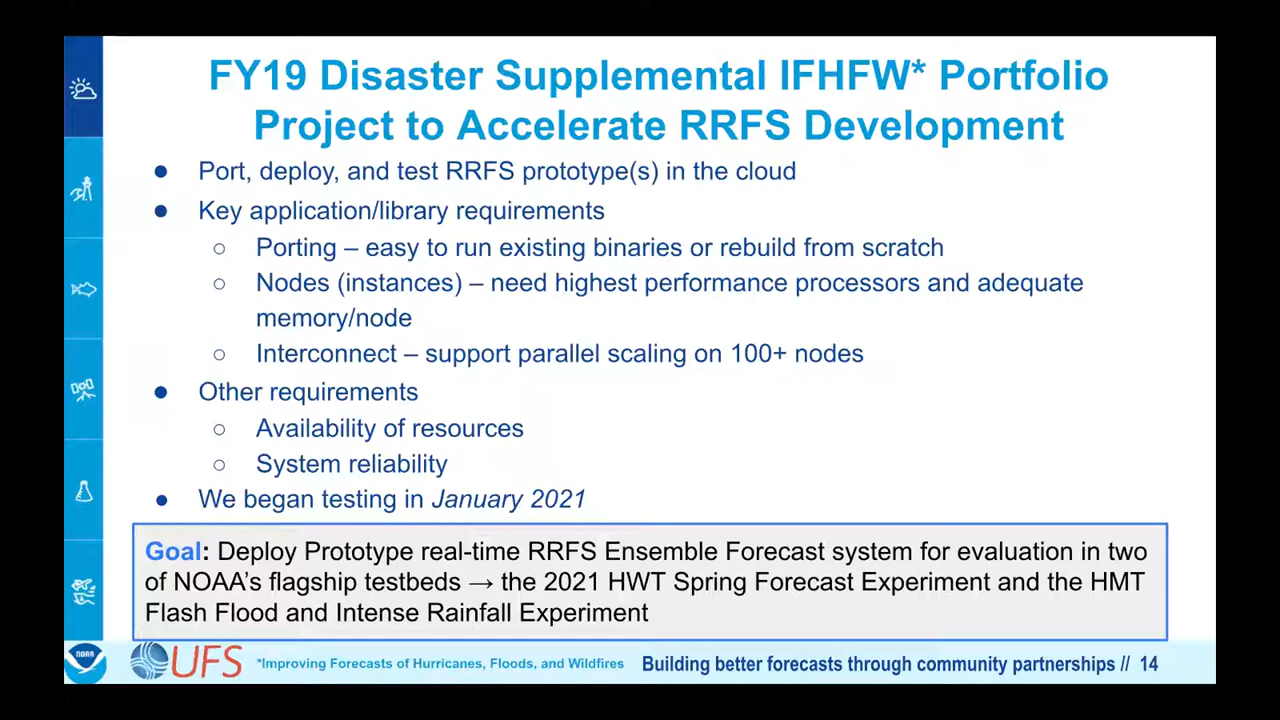 FY19 Disaster Supplemental IFHFW* Portfolio
Project to Accelerate RRFS Development
● Port, deploy, and test RRFS prototype(s) in the cloud
● Key application/library requirements
○ Porting – easy to run existing binaries or rebuild from scratch
○ Nodes (instances) – need highest performance processors and adequate
memory/node
○ Interconnect – support parallel scaling on 100+ nodes
● Other requirements
○ Availability of resources
○ System reliability
● We began testing in January 2021
Goal: Deploy Prototype real-time RRFS Ensemble Forecast system for evaluation in two
of NOAA's flagship testbeds → the 2021 HWT Spring Forecast Experiment and the HMT
Flash Flood and Intense Rainfall Experiment
NOAA
UFS
*Improving Forecasts of Hurricanes, Floods, and Wildfires
Building better forecasts through community partnerships // 14